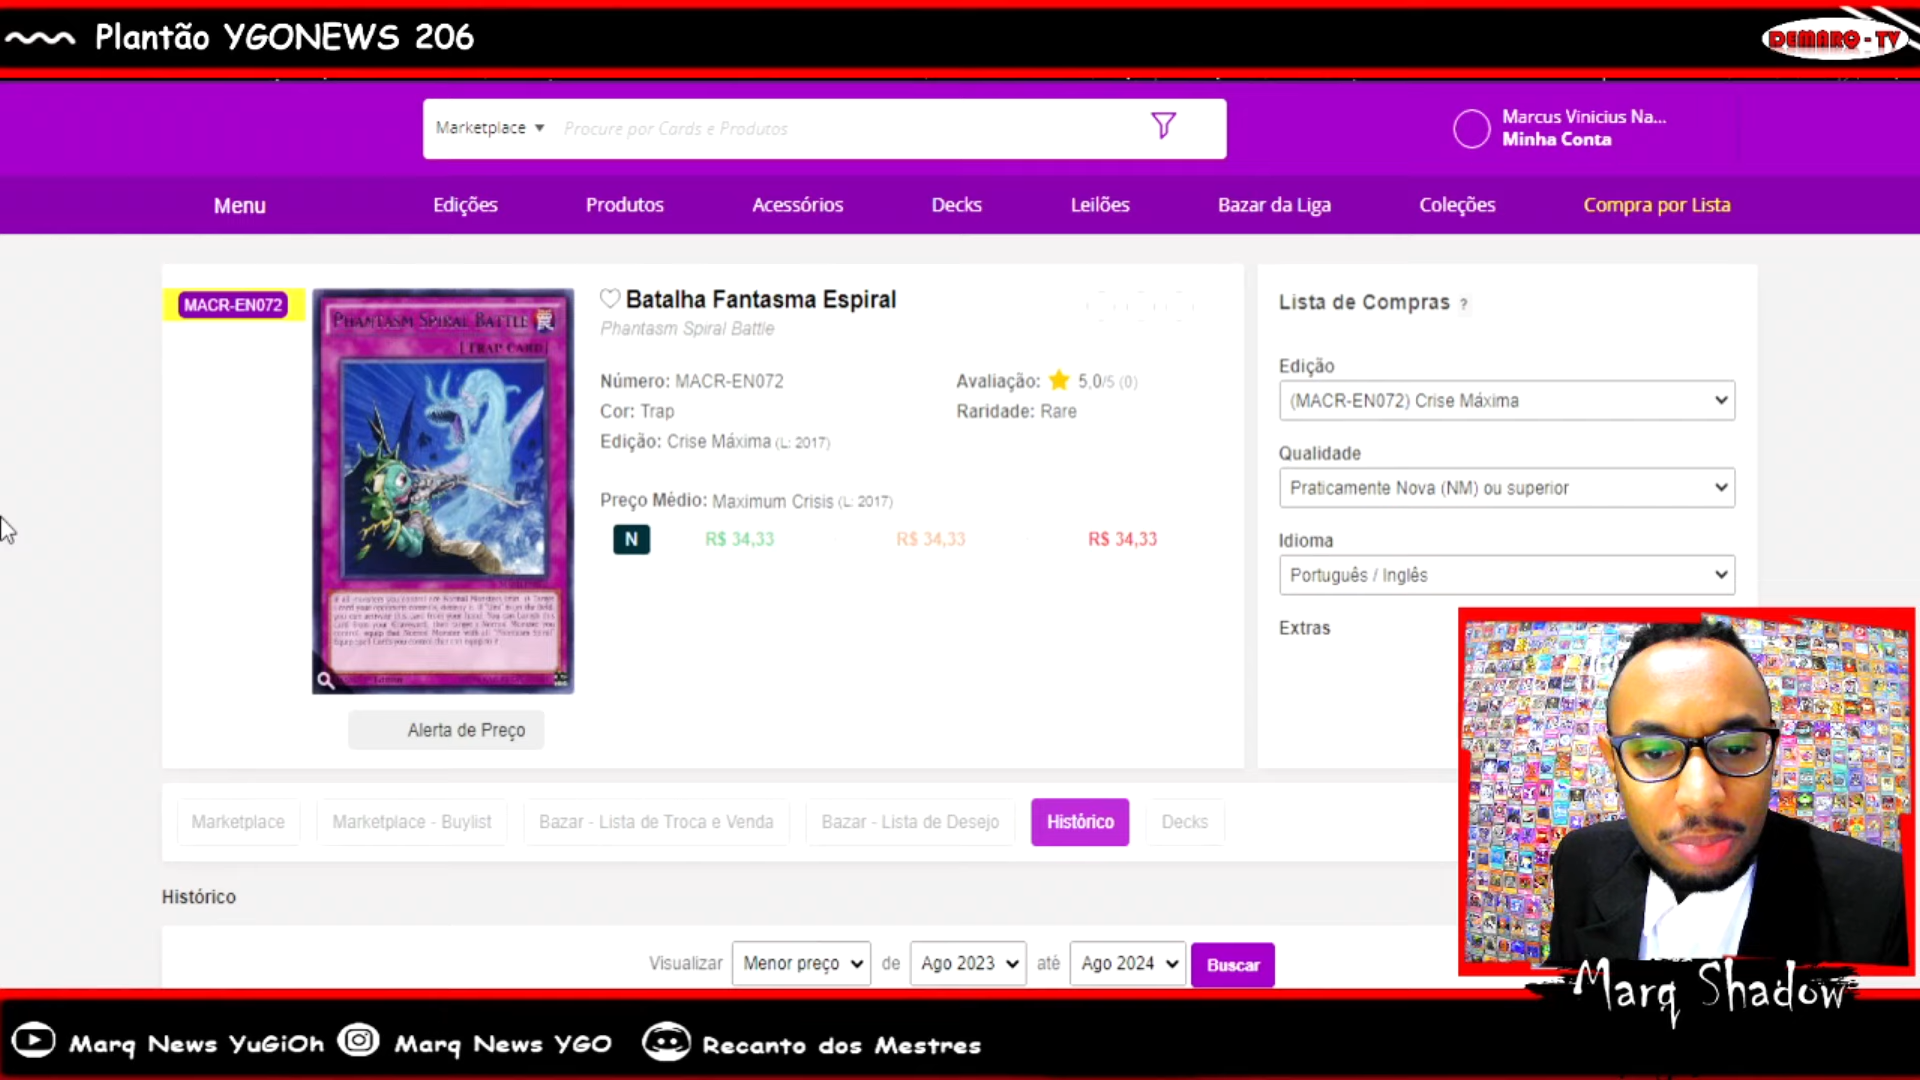 Plantão YGONEWS 206
DEMARQ-TV
Marketplace
Procure por Cards e Produtos
Marcus Vinicius Na...
Minha Conta
Menu
Edições
Produtos
Acessórios
Decks
Leilões
Bazar da Liga
Coleções
Compra por Lista
MACR-EN072
PHANTASM SPIRAL BATTLE
[TRAP CARD]
Batalha Fantasma Espiral
Phantasm Spiral Battle
Número: MACR-EN072
Cor: Trap
Edição: Crise Máxima (L: 2017)
Avaliação: 5,0/5 (0)
Raridade: Rare
Preço Médio: Maximum Crisis (L: 2017)
N R$ 34,33 R$ 34,33 R$ 34,33
Alerta de Preço
Lista de Compras ?
Edição
(MACR-EN072) Crise Máxima
Qualidade
Praticamente Nova (NM) ou superior
Idioma
Português / Inglês
Extras
Marketplace
Marketplace - Buylist
Bazar - Lista de Troca e Venda
Bazar - Lista de Desejo
Histórico
Decks
Histórico
Visualizar Menor preço de Ago 2023 até Ago 2024 Buscar
Marq Shadow
Marq News YuGiOh
Marq News YGO
Recanto dos Mestres